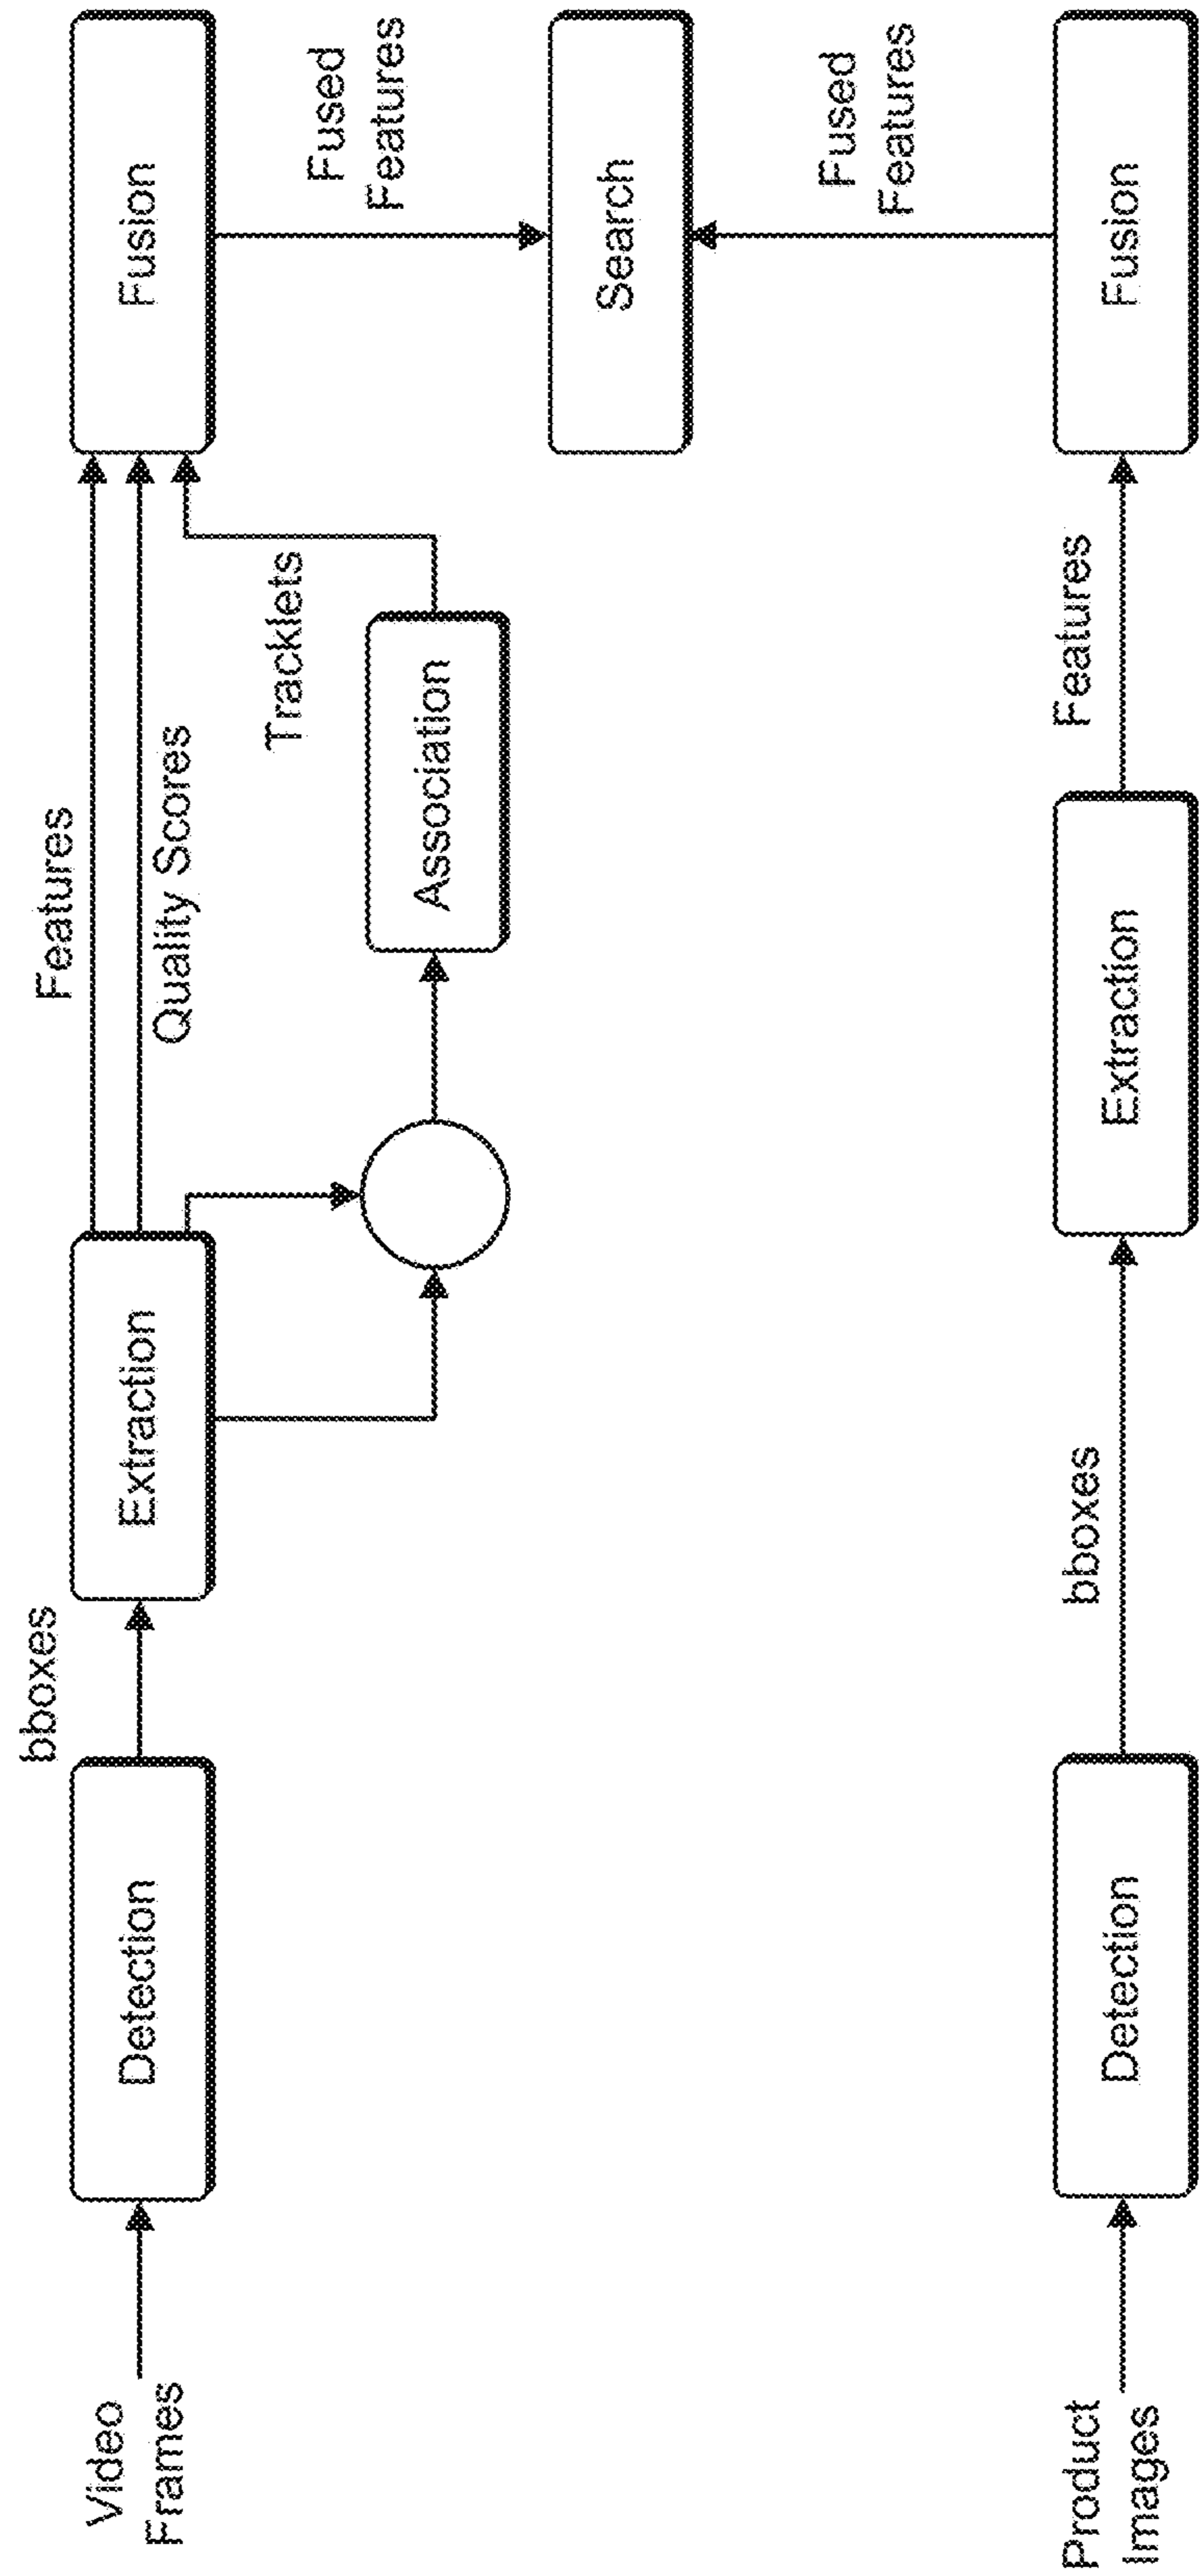 Video
Frames
Detection
bboxes
Extraction
Features
Quality Scores
Association
Tracklets
Fusion
Fused
Features
Search
Fused
Features
Product
Images
Detection
bboxes
Extraction
Features
Fusion